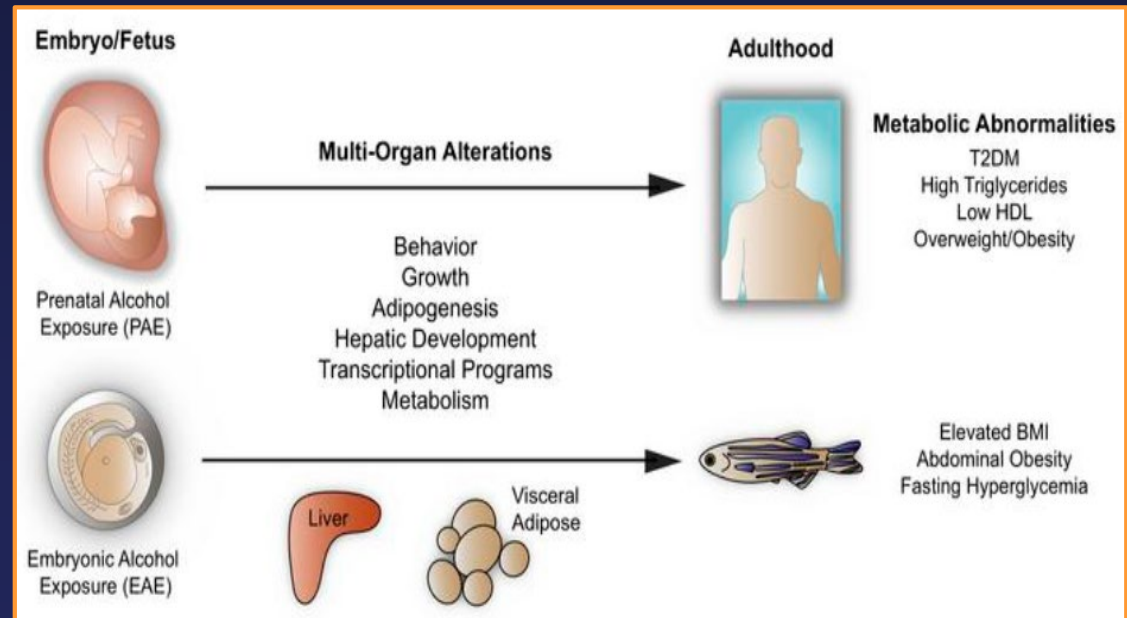 Embryo/Fetus
Prenatal Alcohol
Exposure (PAE)
Multi-Organ Alterations
Behavior
Growth
Adipogenesis
Hepatic Development
Transcriptional Programs
Metabolism
Adulthood
Metabolic Abnormalities
T2DM
High Triglycerides
Low HDL
Overweight/Obesity
Embryonic Alcohol
Exposure (EAE)
Liver
Visceral
Adipose
Elevated BMI
Abdominal Obesity
Fasting Hyperglycemia